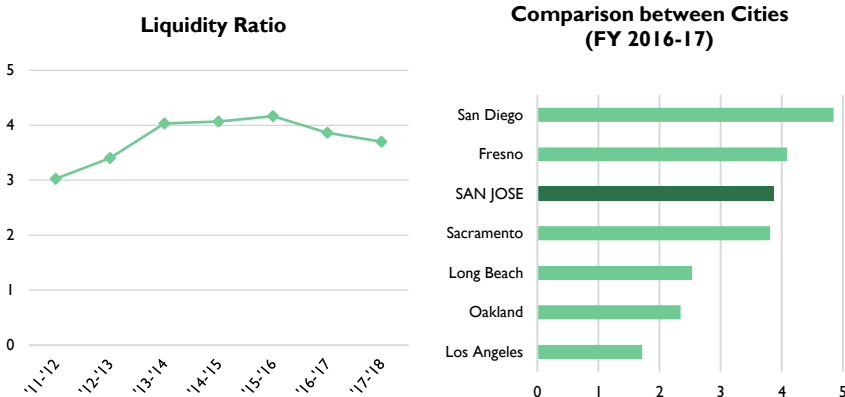 Liquidity Ratio
5
4
3
2
1
0
'11-'12
'12-'13
'13-'14
'14-'15
'15-'16
'16-'17
'17-'18
Comparison between Cities
(FY 2016-17)
San Diego
Fresno
SAN JOSE
Sacramento
Long Beach
Oakland
Los Angeles
0 1 2 3 4 5